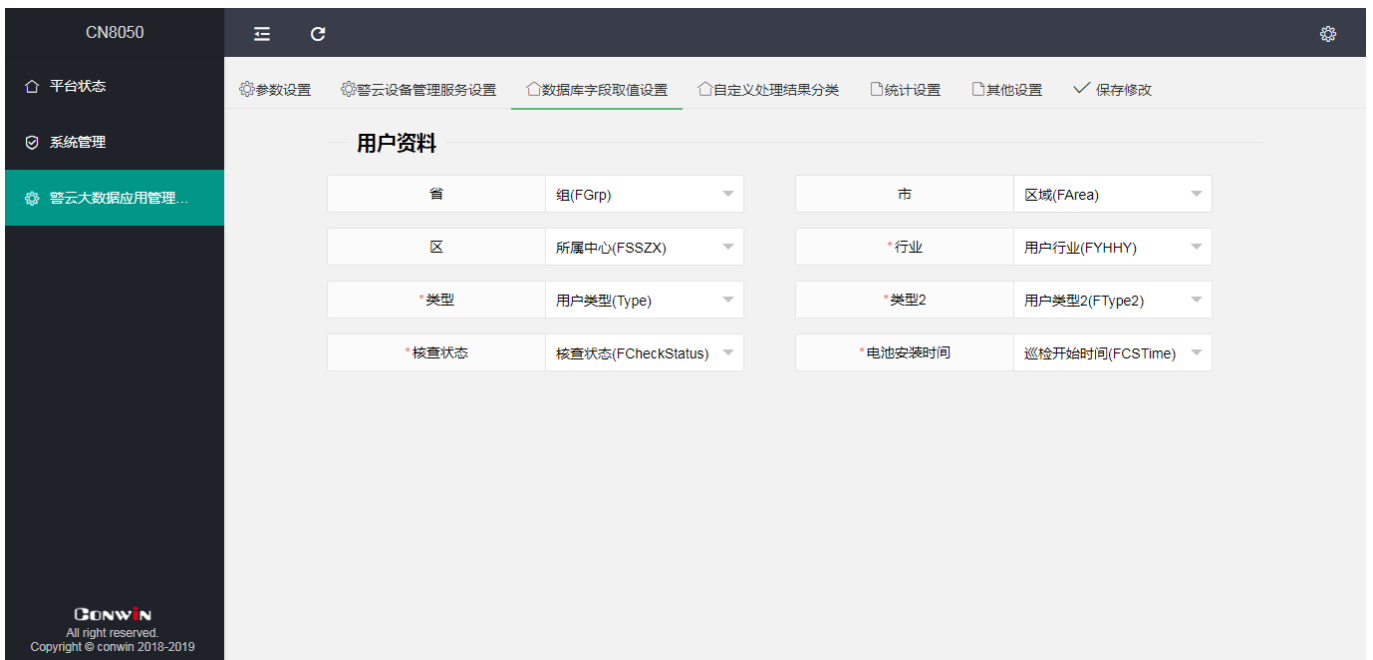 CN8050
平台状态
系统管理
警云大数据应用管理...
CONWIN
All right reserved.
Copyright © conwin 2018-2019
参数设置 警云设备管理服务设置 数据库字段取值设置 自定义处理结果分类 统计设置 其他设置 保存修改
用户资料
省 组(FGrp) 市 区域(FArea)
区 所属中心(FSSZX) *行业 用户行业(FYHHY)
*类型 用户类型(Type) *类型2 用户类型2(FType2)
*核查状态 核查状态(FCheckStatus) *电池安装时间 巡检开始时间(FCSTime)